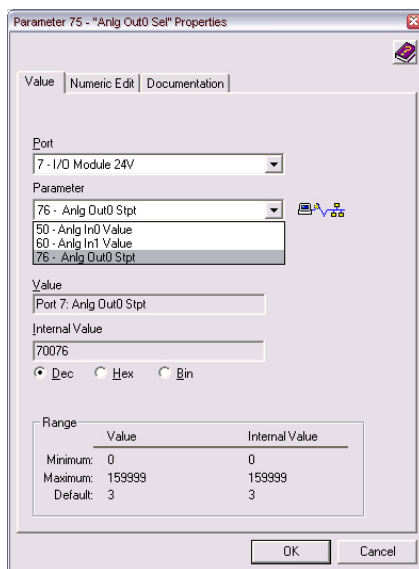 Parameter 75 - "Anlg Out0 Sel" Properties
Value Numeric Edit Documentation
Port
7 - I/O Module 24V
Parameter
76 - Anlg Out0 Stpt
50 - Anlg In0 Value
60 - Anlg In1 Value
76 - Anlg Out0 Stpt
Value
Port 7: Anlg Out0 Stpt
Internal Value
70076
Dec Hex Bin
Range
Value Internal Value
Minimum: 0 0
Maximum: 159999 159999
Default: 3 3
OK Cancel